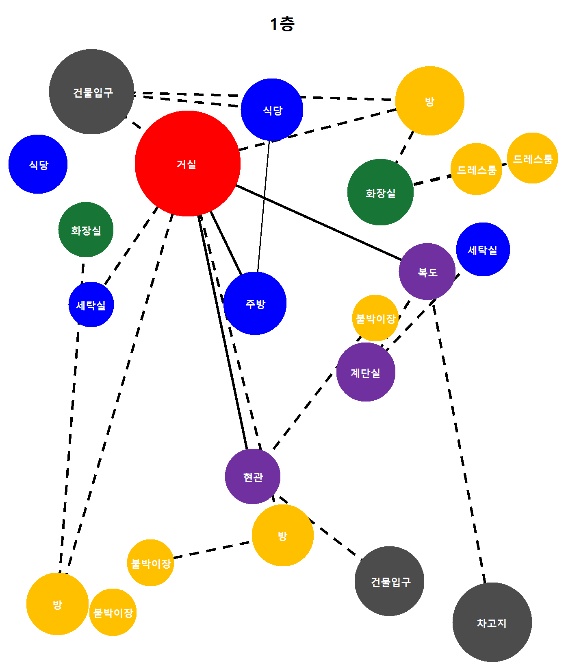 1층
건물입구
식당
방
거실
식당
화장실
드레스룸
드레스룸
화장실
세탁실
복도
세탁실
주방
붙박이장
계단실
현관
방
붙박이장
건물입구
방
붙박이장
차고지